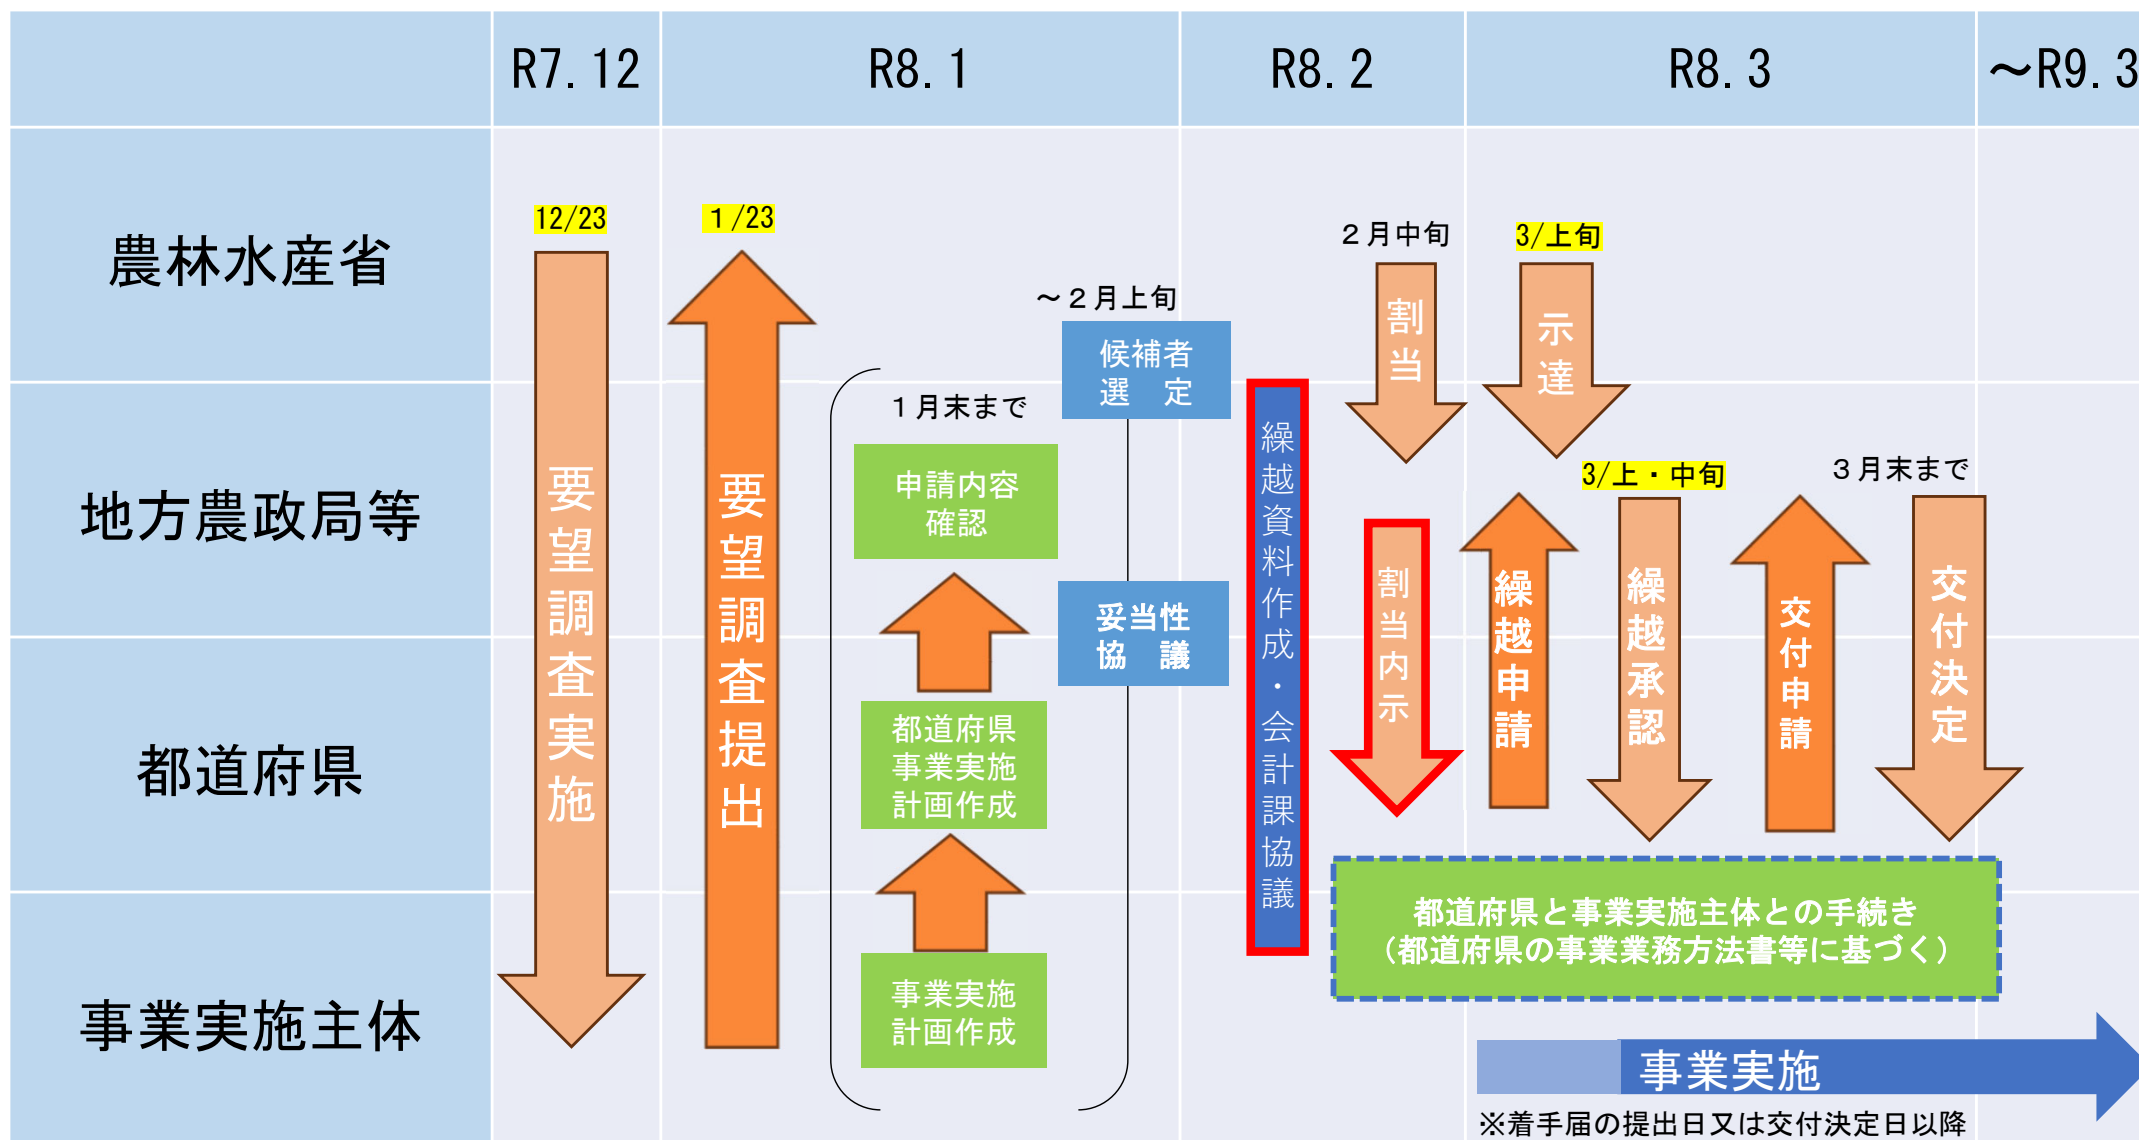 R7.12
R8.1
R8.2
R8.3
～R9.3
農林水産省
地方農政局等
都道府県
事業実施主体
12/23
要望調査実施
１/23
要望調査提出
１月末まで
申請内容
確認
都道府県
事業実施
計画作成
事業実施
計画作成
～２月上旬
候補者
選　定
妥当性
協　議
繰越資料作成・会計課協議
２月中旬
割当
割当内示
3/上旬
示達
繰越申請
3/上・中旬
繰越承認
交付申請
３月末まで
交付決定
都道府県と事業実施主体との手続き
（都道府県の事業業務方法書等に基づく）
事業実施
※着手届の提出日又は交付決定日以降